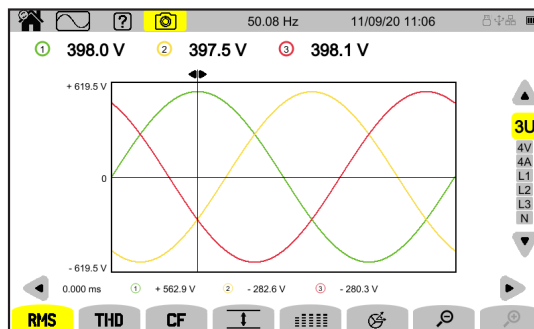 50.08 Hz 11/09/20 11:06
1 398.0 V 2 397.5 V 3 398.1 V
+ 619.5 V
0
- 619.5 V
3U
4V
4A
L1
L2
L3
N
0.000 ms 1 + 562.9 V 2 - 282.6 V 3 - 280.3 V
RMS THD CF